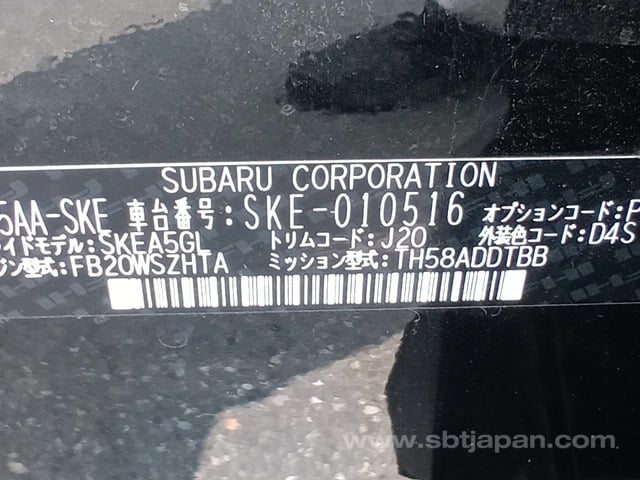 SUBARU CORPORATION
5AA-SKE 車台番号:SKE-010516 オプションコード:P
イドモデル:SKEA5GL トリムコード:J20 外装色コード:D4S
ジン型式:FB20WSZHTA ミッション型式:TH58ADDTBB
www.sbtjapan.com